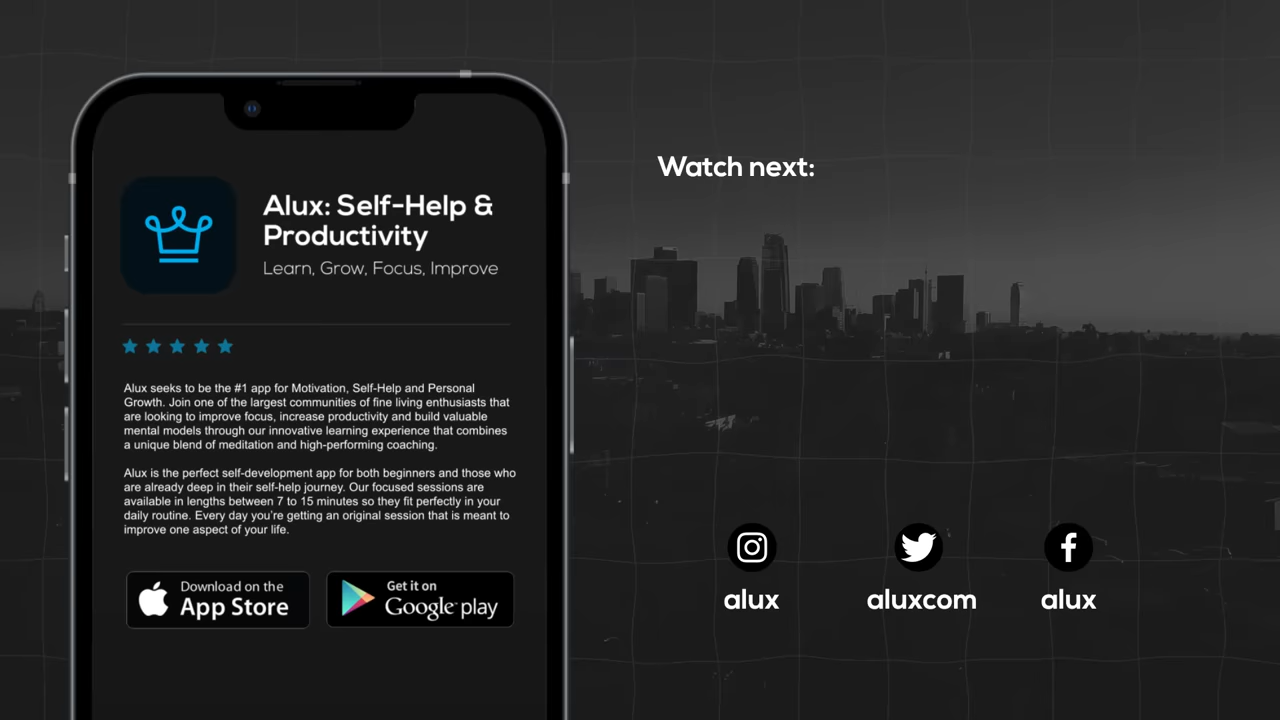 Alux: Self-Help &
Productivity
Learn, Grow, Focus, Improve
Alux seeks to be the #1 app for Motivation, Self-Help and Personal
Growth. Join one of the largest communities of fine living enthusiasts that
are looking to improve focus, increase productivity and build valuable
mental models through our innovative learning experience that combines
a unique blend of meditation and high-performing coaching.
Alux is the perfect self-development app for both beginners and those who
are already deep in their self-help journey. Our focused sessions are
available in lengths between 7 to 15 minutes so they fit perfectly in your
daily routine. Every day you're getting an original session that is meant to
improve one aspect of your life.
Download on the
App Store
Get it on
Google play
Watch next:
alux
aluxcom
alux